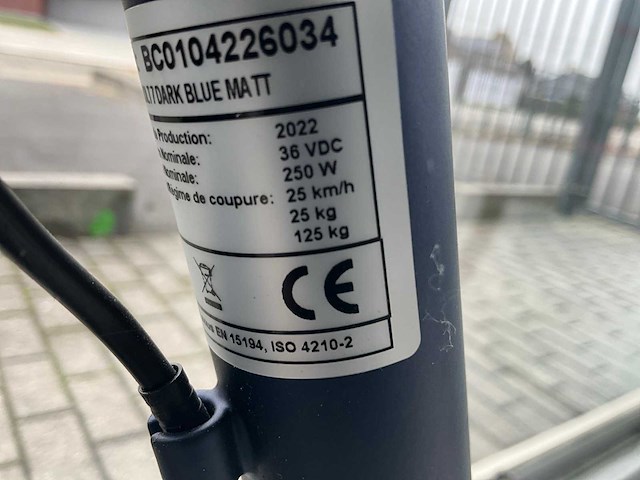 BC0104226034
DARK BLUE MATT
Production: 2022
Nominale: 36 VDC
Nominale: 250 W
Régime de coupure: 25 km/h
25 kg
125 kg
CE
EN 15194, ISO 4210-2